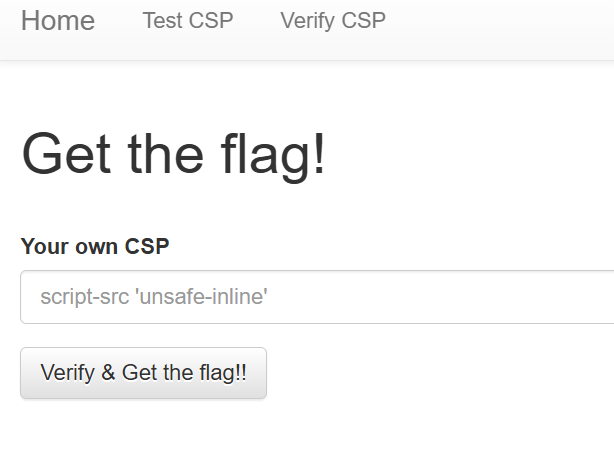 Home Test CSP Verify CSP
Get the flag!
Your own CSP
script-src 'unsafe-inline'
Verify & Get the flag!!